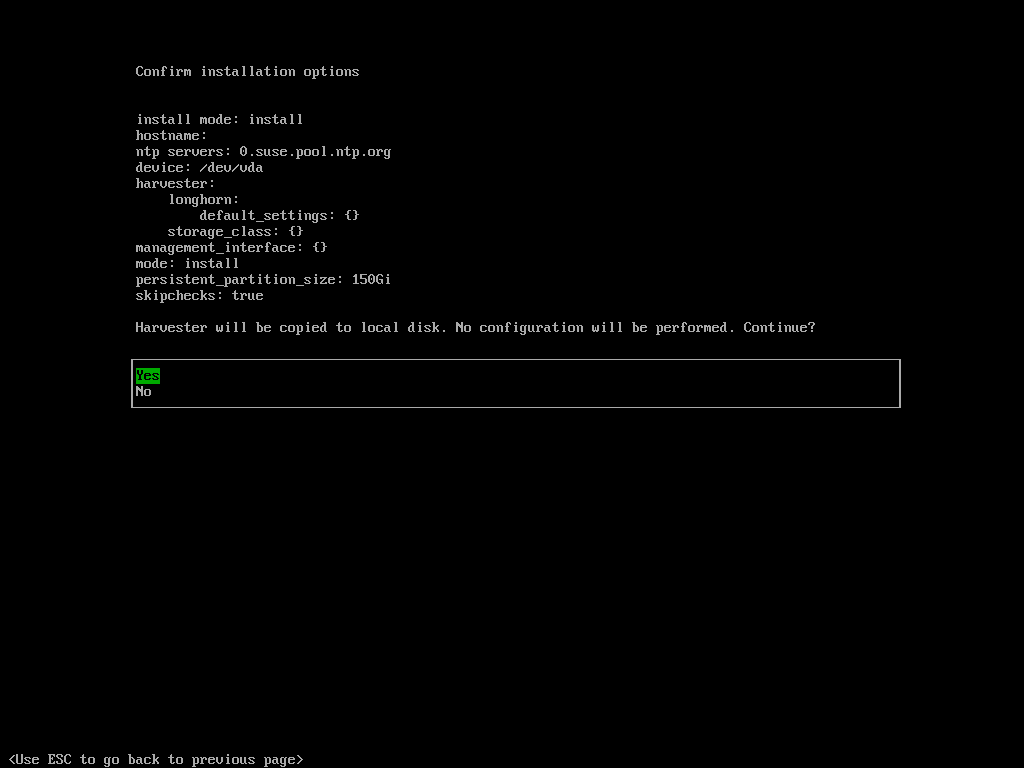 Confirm installation options
install mode: install
hostname:
ntp servers: 0.suse.pool.ntp.org
device: /dev/vda
harvester:
    longhorn:
        default_settings: {}
    storage_class: {}
management_interface: {}
mode: install
persistent_partition_size: 150Gi
skipchecks: true
Harvester will be copied to local disk. No configuration will be performed. Continue?
Yes
No
<Use ESC to go back to previous page>